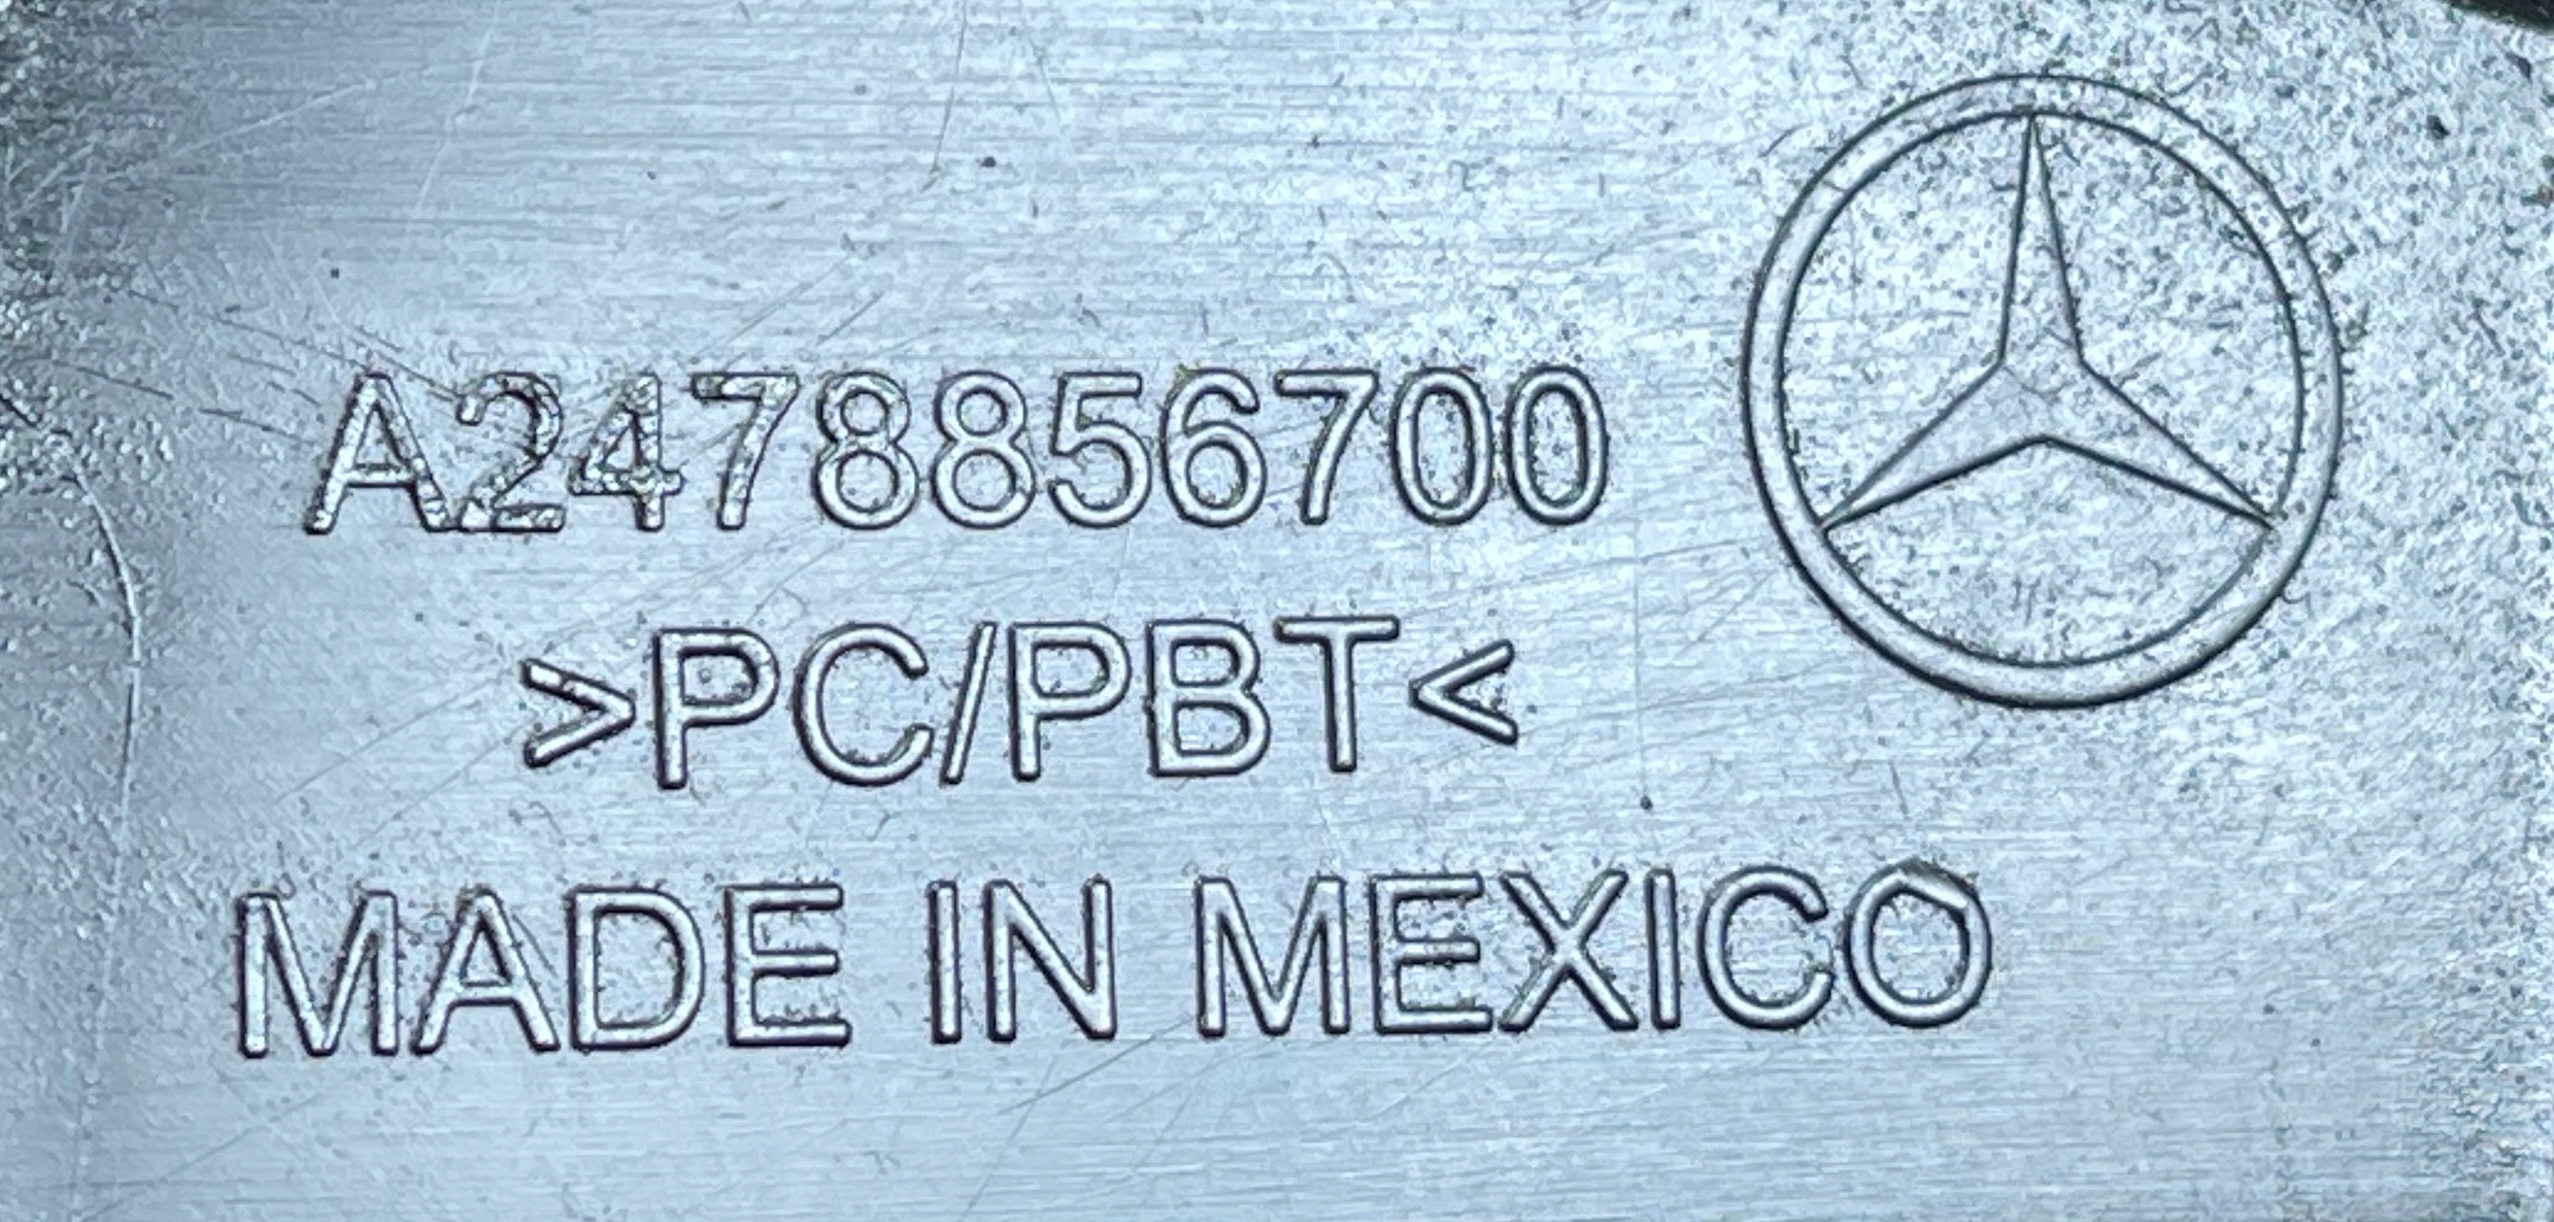 A2478856700
>PC/PBT<
MADE IN MEXICO